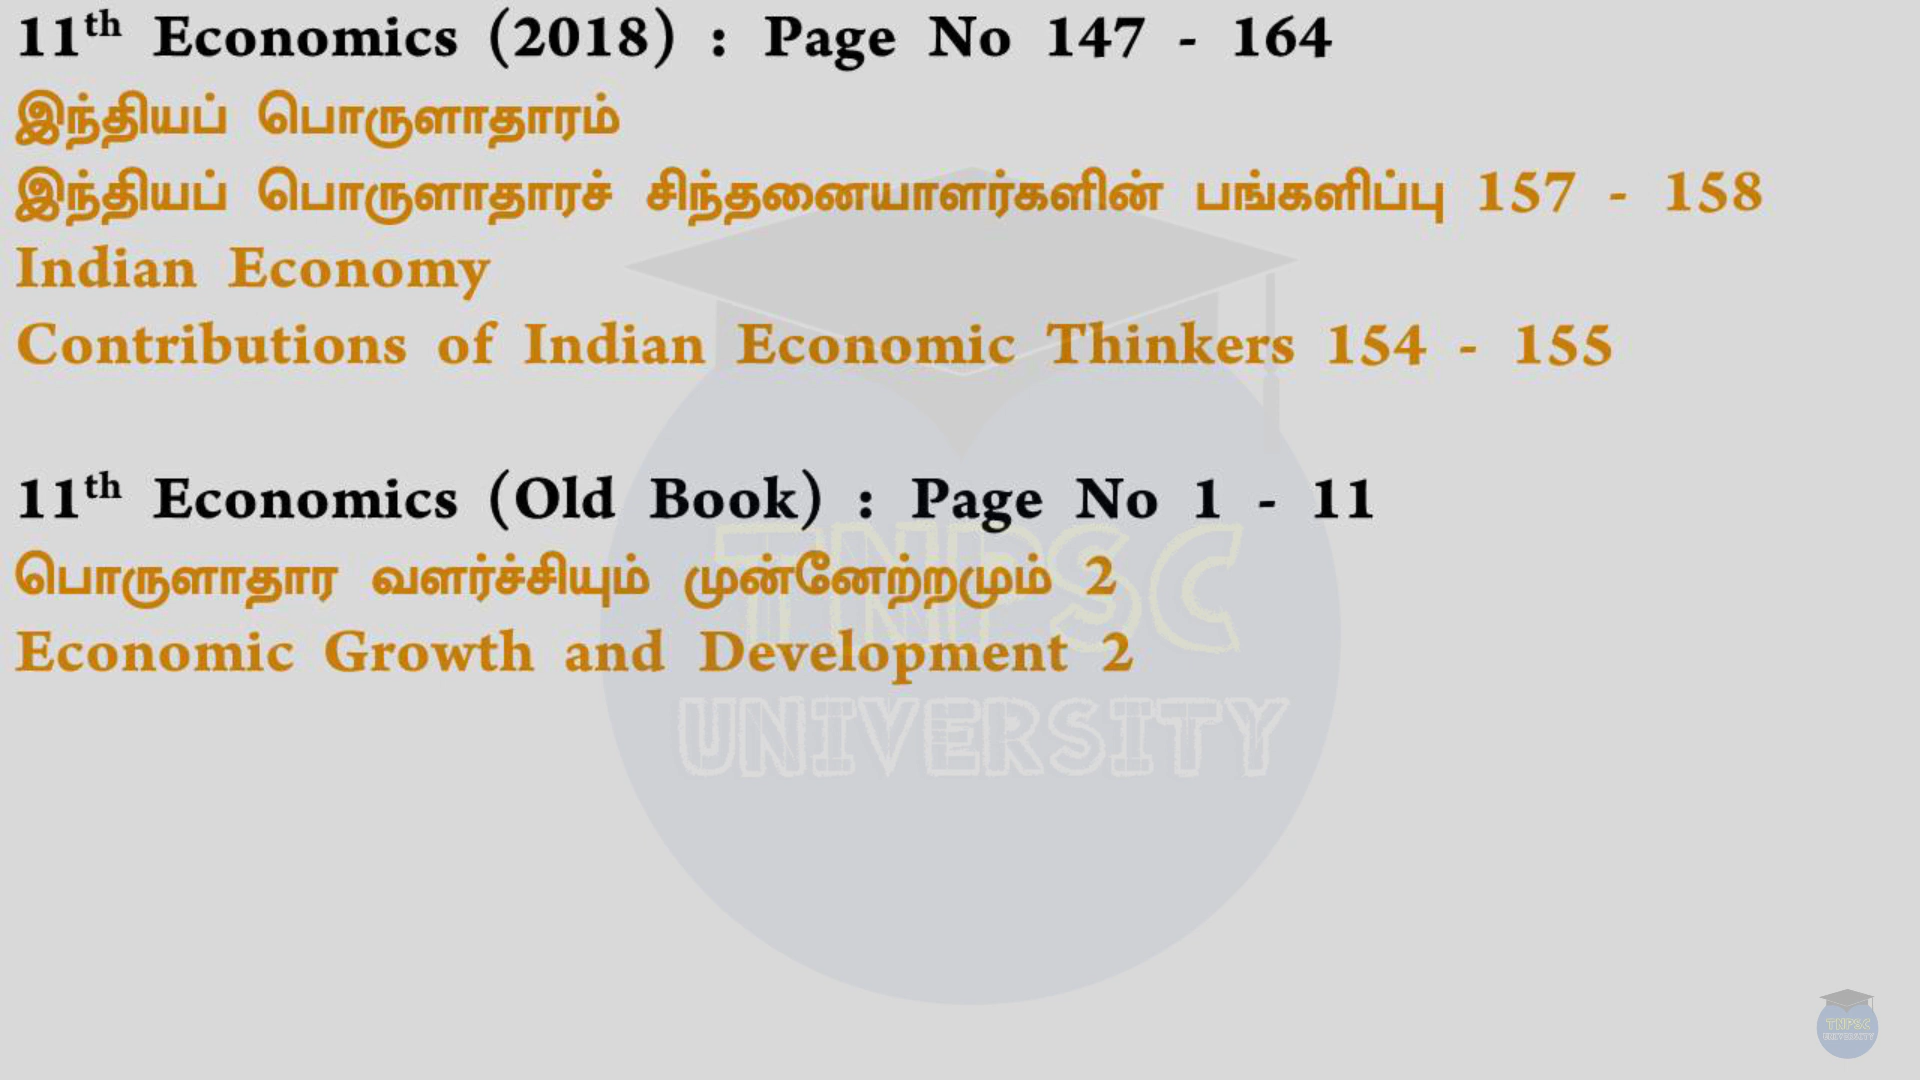 11th Economics (2018) : Page No 147 - 164
இந்தியப் பொருளாதாரம்
இந்தியப் பொருளாதாரச் சிந்தனையாளர்களின் பங்களிப்பு 157 - 158
Indian Economy
Contributions of Indian Economic Thinkers 154 - 155
11th Economics (Old Book) : Page No 1 - 11
பொருளாதார வளர்ச்சியும் முன்னேற்றமும் 2
Economic Growth and Development 2
TNPSC
UNIVERSITY
TNPSC
UNIVERSITY